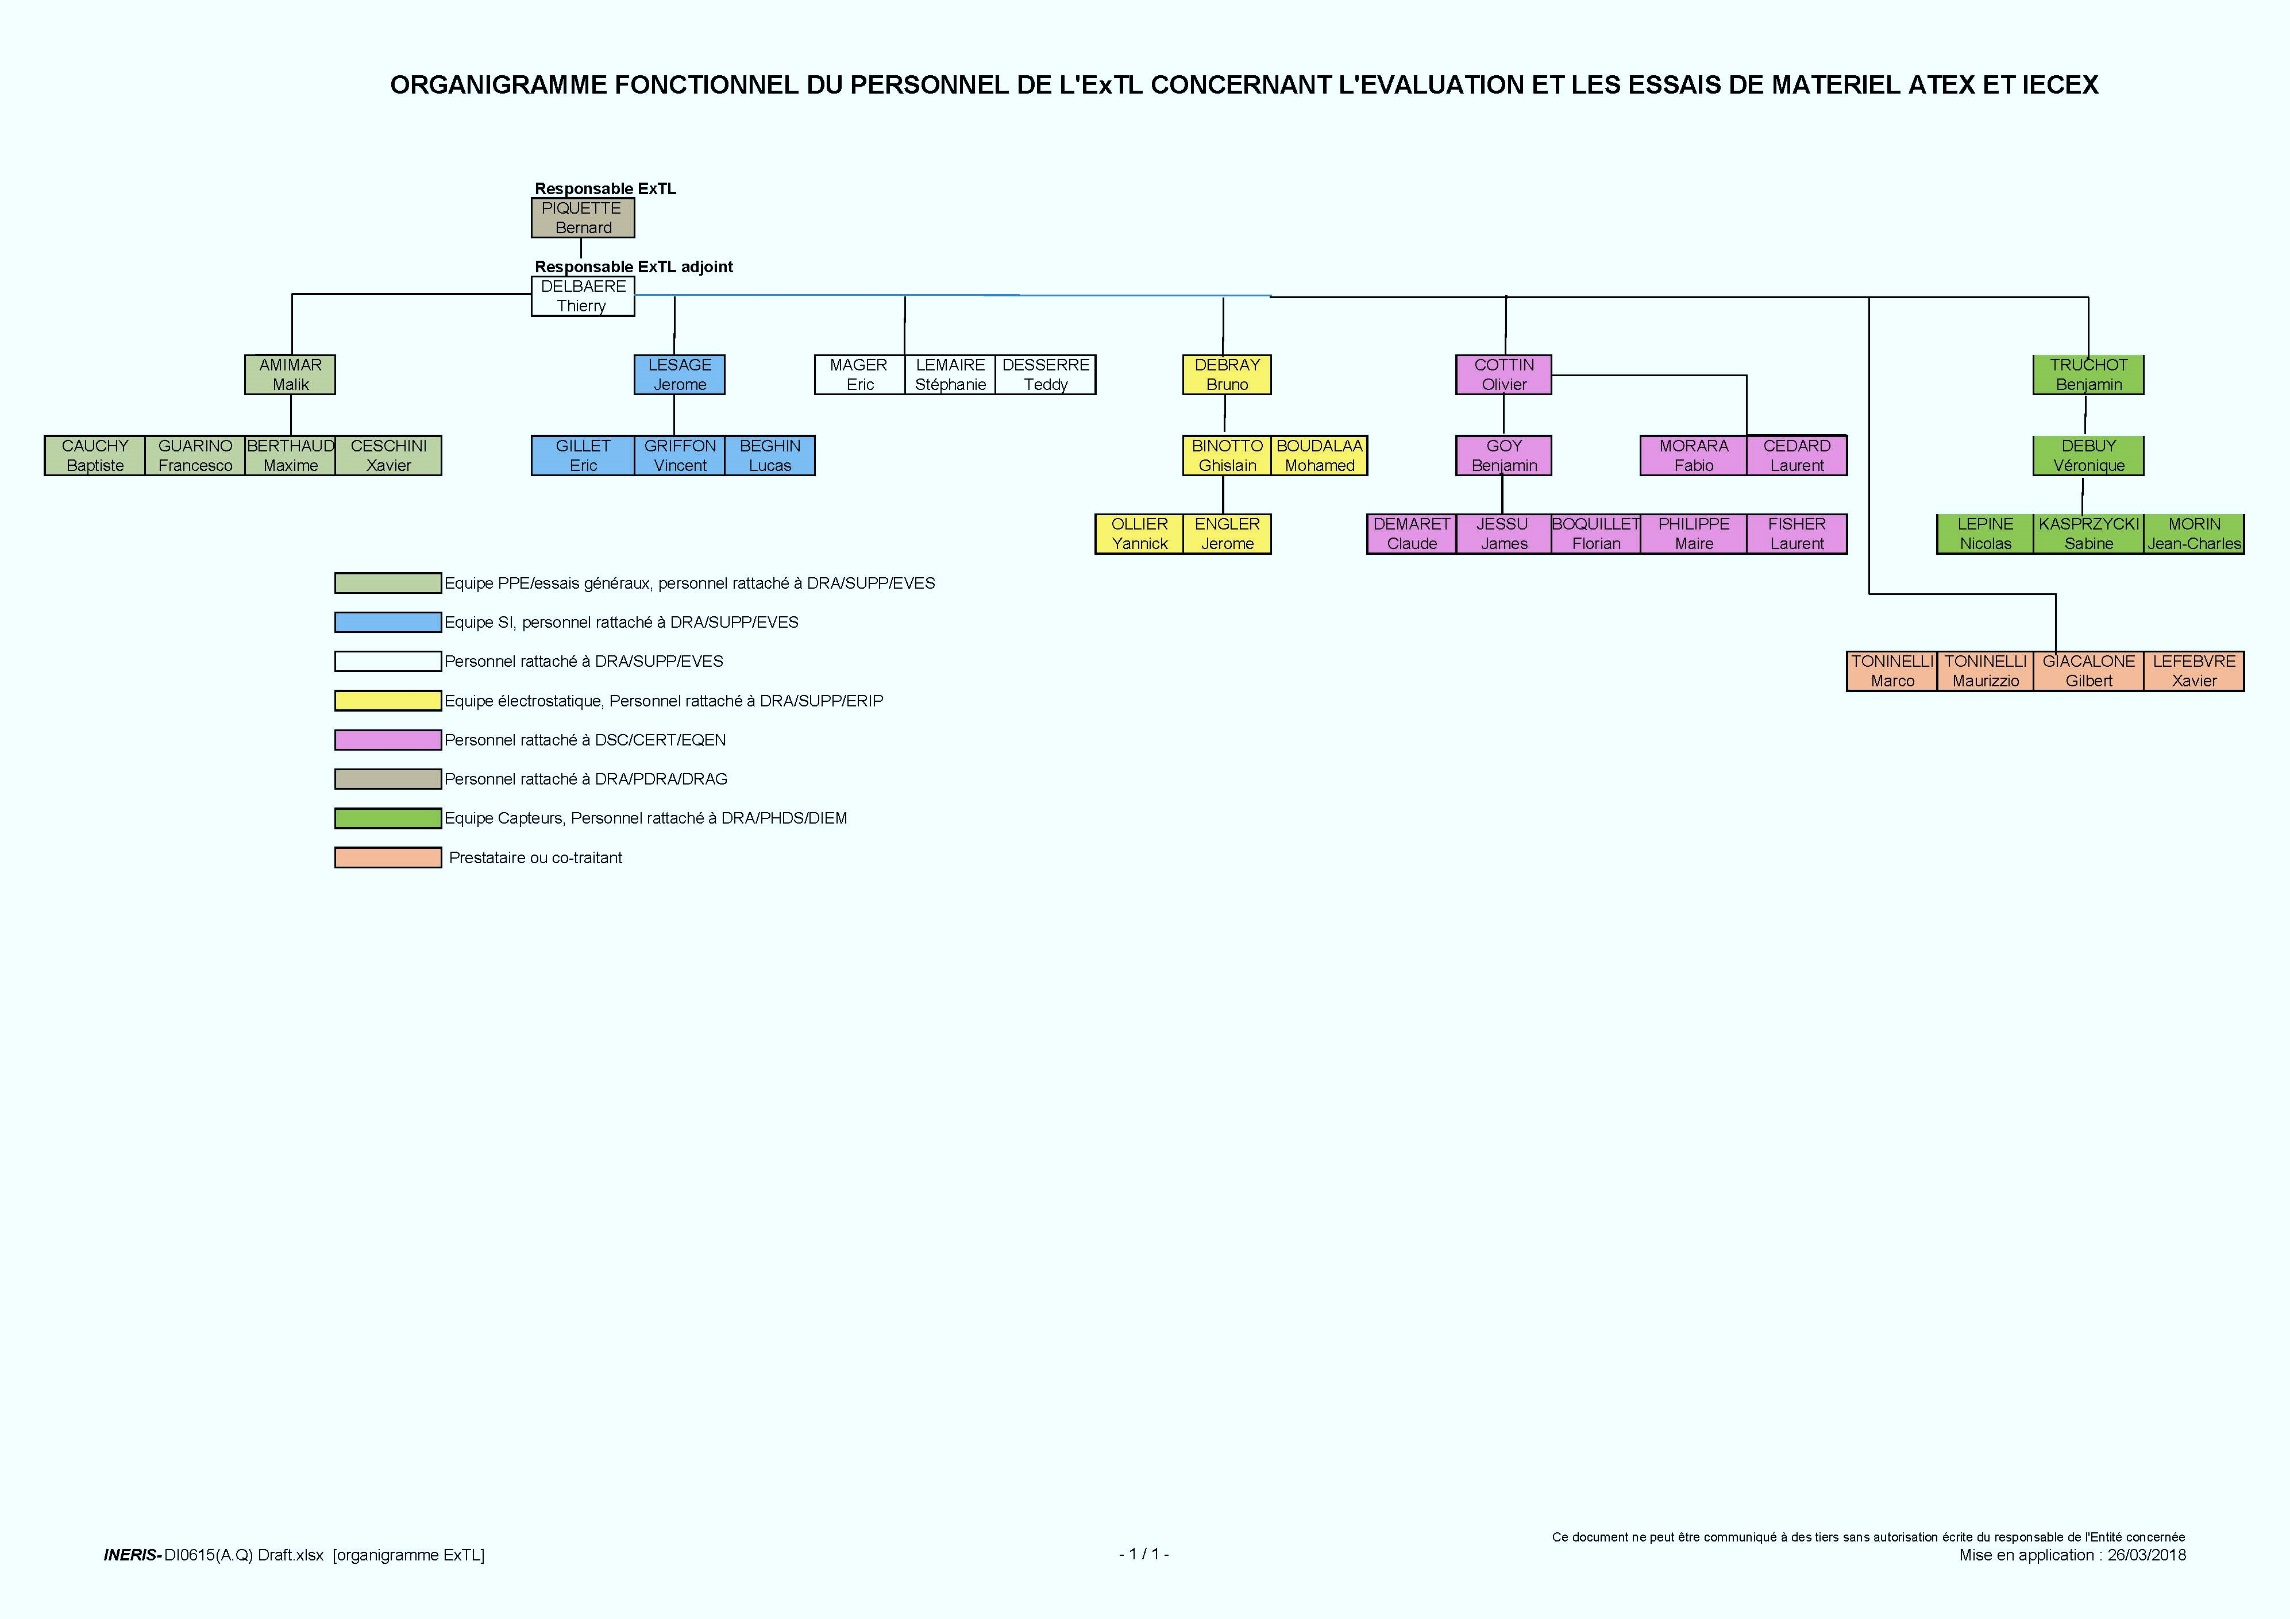 ORGANIGRAMME FONCTIONNEL DU PERSONNEL DE L'ExTL CONCERNANT L'EVALUATION ET LES ESSAIS DE MATERIEL ATEX ET IECEX
Responsable ExTL
PIQUETTE
Bernard
Responsable ExTL adjoint
DELBAERE
Thierry
AMIMAR
Malik
LESAGE
Jerome
MAGER
Eric
LEMAIRE
Stéphanie
DESSERRE
Teddy
DEBRAY
Bruno
COTTIN
Olivier
TRUCHOT
Benjamin
CAUCHY
Baptiste
GUARINO
Francesco
BERTHAUD
Maxime
CESCHINI
Xavier
GILLET
Eric
GRIFFON
Vincent
BEGHIN
Lucas
BINOTTO
Ghislain
BOUDALAA
Mohamed
GOY
Benjamin
MORARA
Fabio
CEDARD
Laurent
DEBUY
Véronique
OLLIER
Yannick
ENGLER
Jerome
DEMARET
Claude
JESSU
James
BOQUILLET
Florian
PHILIPPE
Maire
FISHER
Laurent
LEPINE
Nicolas
KASPRZYCKI
Sabine
MORIN
Jean-Charles
Equipe PPE/essais généraux, personnel rattaché à DRA/SUPP/EVES
Equipe SI, personnel rattaché à DRA/SUPP/EVES
Personnel rattaché à DRA/SUPP/EVES
Equipe électrostatique, Personnel rattaché à DRA/SUPP/ERIP
Personnel rattaché à DSC/CERT/EQEN
Personnel rattaché à DRA/PDRA/DRAG
Equipe Capteurs, Personnel rattaché à DRA/PHDS/DIEM
Prestataire ou co-traitant
TONINELLI
Marco
TONINELLI
Maurizzio
GIACALONE
Gilbert
LEFEBVRE
Xavier
INERIS-DI0615(A.Q) Draft.xlsx [organigramme ExTL]
- 1 / 1 -
Ce document ne peut être communiqué à des tiers sans autorisation écrite du responsable de l'Entité concernée
Mise en application : 26/03/2018